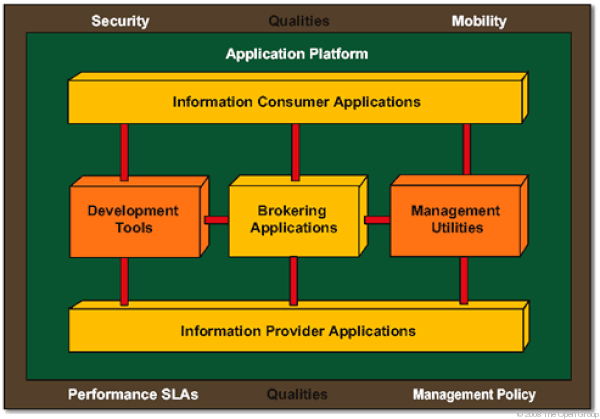 Security Qualities Mobility
Application Platform
Information Consumer Applications
Development Brokering Management
Tools Applications Utilities
Information Provider Applications
Performance SLAs Qualities Management Policy
© 2008 The Open Group